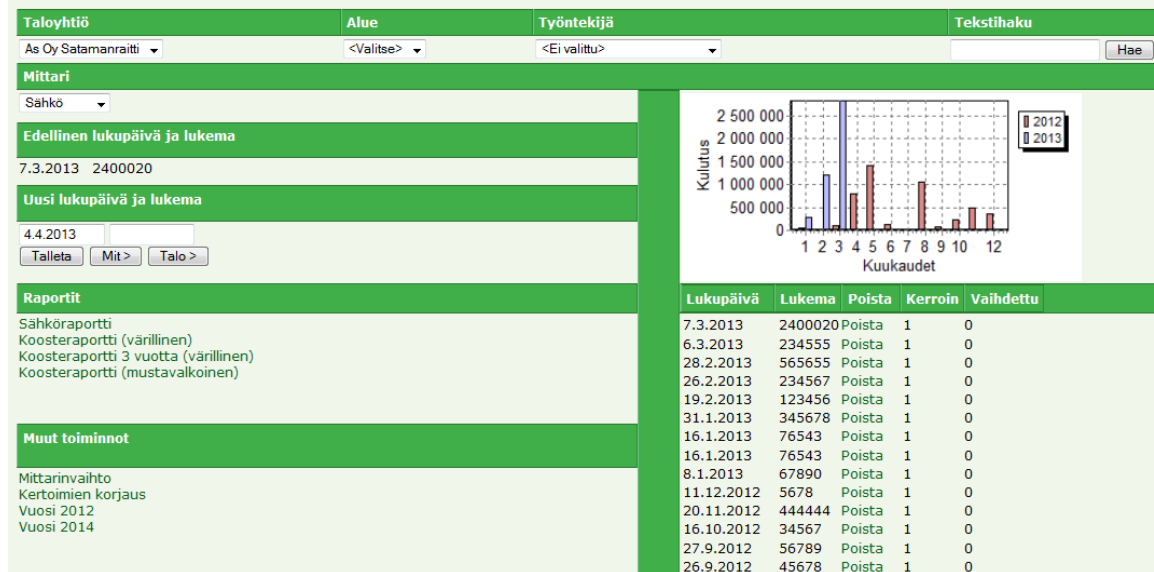 Taloyhtiö Alue Työntekijä Tekstihaku
As Oy Satamanraitti <Valitse> <Ei valittu> Hae
Mittari
Sähkö
Edellinen lukupäivä ja lukema
7.3.2013 2400020
Uusi lukupäivä ja lukema
4.4.2013
Talleta Mit > Talo >
Raportit
Sähköraportti
Koosteraportti (värillinen)
Koosteraportti 3 vuotta (värillinen)
Koosteraportti (mustavalkoinen)
Muut toiminnot
Mittarinvaihto
Kertoimien korjaus
Vuosi 2012
Vuosi 2014
Kulutus
2 500 000
2 000 000
1 500 000
1 000 000
500 000
0
1 2 3 4 5 6 7 8 9 10 12
Kuukaudet
2012
2013
Lukupäivä Lukema Poista Kerroin Vaihdettu
7.3.2013 2400020 Poista 1 0
6.3.2013 234555 Poista 1 0
28.2.2013 565655 Poista 1 0
26.2.2013 234567 Poista 1 0
19.2.2013 123456 Poista 1 0
31.1.2013 345678 Poista 1 0
16.1.2013 76543 Poista 1 0
16.1.2013 76543 Poista 1 0
8.1.2013 67890 Poista 1 0
11.12.2012 5678 Poista 1 0
20.11.2012 444444 Poista 1 0
16.10.2012 34567 Poista 1 0
27.9.2012 56789 Poista 1 0
26.9.2012 45678 Poista 1 0